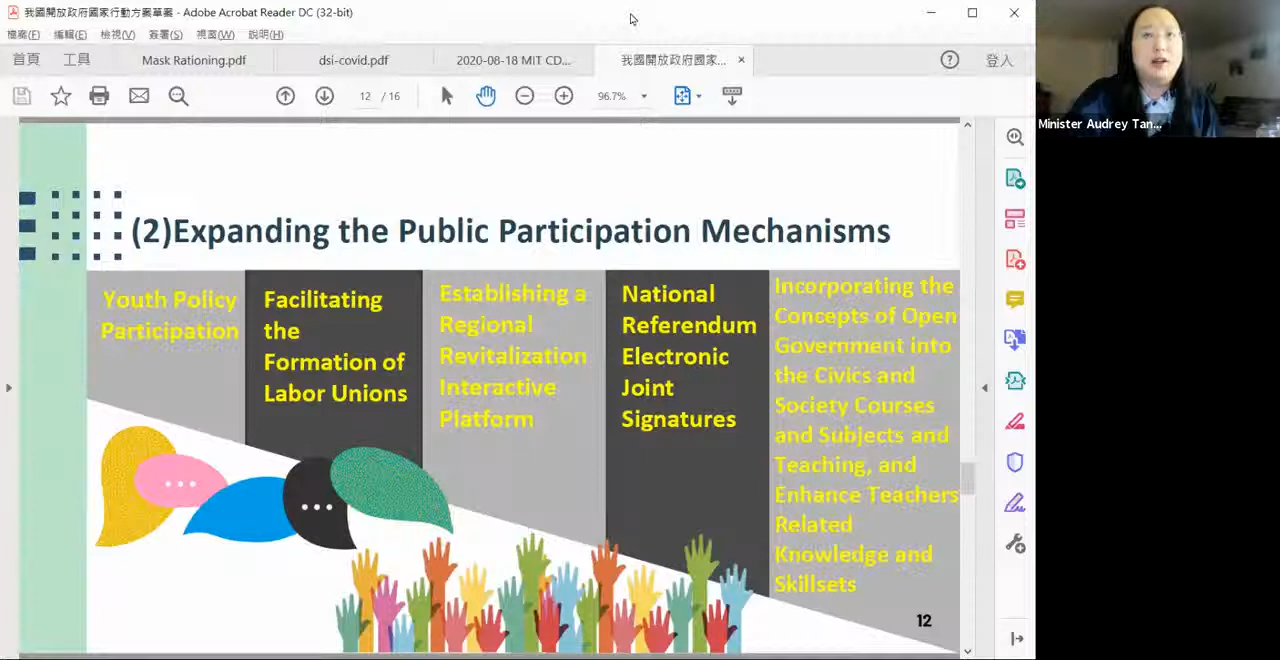 我國開放政府國家行動方案草案 - Adobe Acrobat Reader DC (32-bit)
檔案(F) 編輯(E) 檢視(V) 簽署(S) 視窗(W) 說明(H)
首頁 工具 Mask Rationing.pdf dsi-covid.pdf 2020-08-18 MIT CD... 我國開放政府國家... × 登入
12 / 16 96.7%
Minister Audrey Tan...
(2)Expanding the Public Participation Mechanisms
Youth Policy
Participation
Facilitating
the
Formation of
Labor Unions
Establishing a
Regional
Revitalization
Interactive
Platform
National
Referendum
Electronic
Joint
Signatures
Incorporating the
Concepts of Open
Government into
the Civics and
Society Courses
and Subjects and
Teaching, and
Enhance Teachers
Related
Knowledge and
Skillsets
12